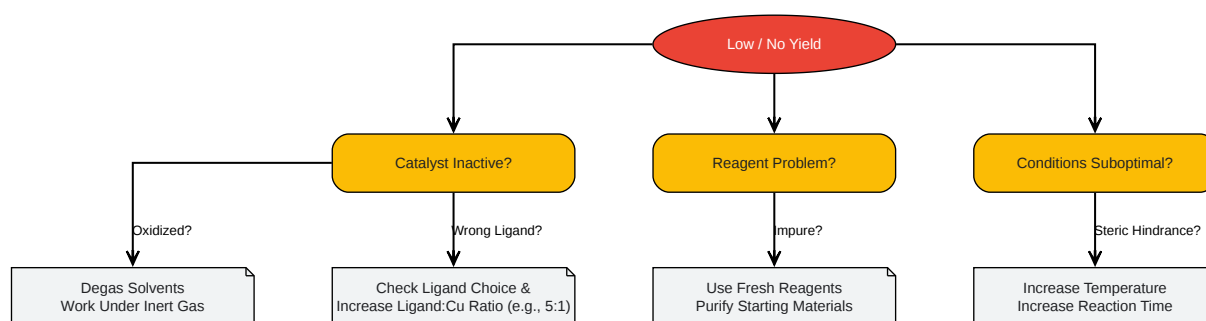 Low / No Yield
Catalyst Inactive?
Reagent Problem?
Conditions Suboptimal?
Oxidized?
Wrong Ligand?
Impure?
Steric Hindrance?
Degas Solvents
Work Under Inert Gas
Check Ligand Choice &
Increase Ligand:Cu Ratio (e.g., 5:1)
Use Fresh Reagents
Purify Starting Materials
Increase Temperature
Increase Reaction Time